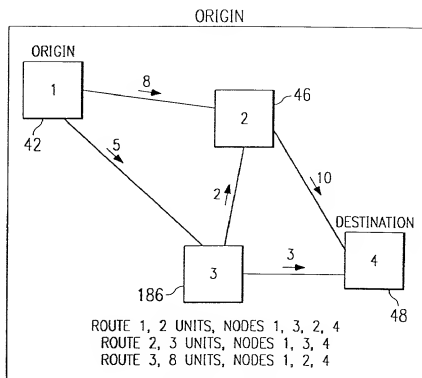 ORIGIN
ORIGIN
1
42
8
2
46
5
2
10
DESTINATION
4
48
3
186
3
ROUTE 1, 2 UNITS, NODES 1, 3, 2, 4
ROUTE 2, 3 UNITS, NODES 1, 3, 4
ROUTE 3, 8 UNITS, NODES 1, 2, 4